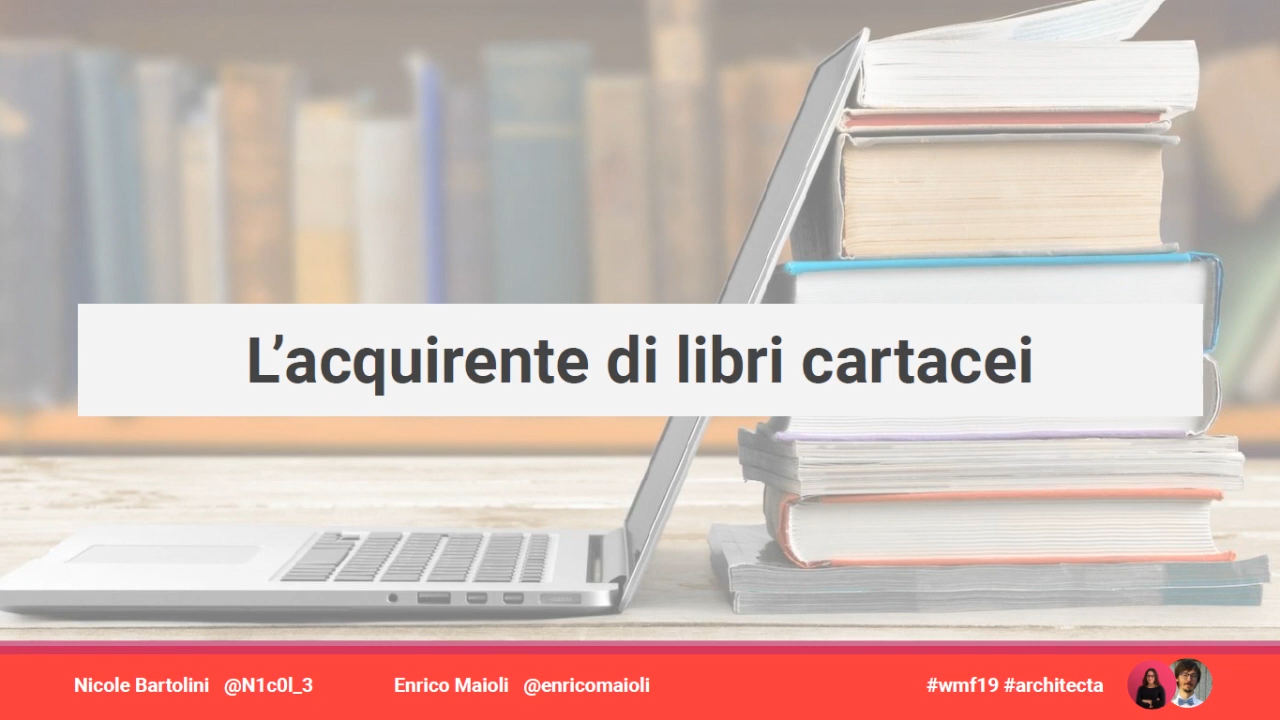 L’acquirente di libri cartacei
Nicole Bartolini @N1c0l_3 Enrico Maioli @enricomaioli #wmf19 #architecta